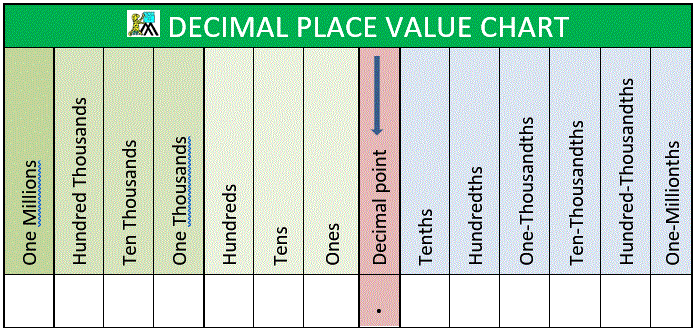 DECIMAL PLACE VALUE CHART
One Millions
Hundred Thousands
Ten Thousands
One Thousands
Hundreds
Tens
Ones
Decimal point
Tenths
Hundredths
One-Thousandths
Ten-Thousandths
Hundred-Thousandths
One-Millionths
.